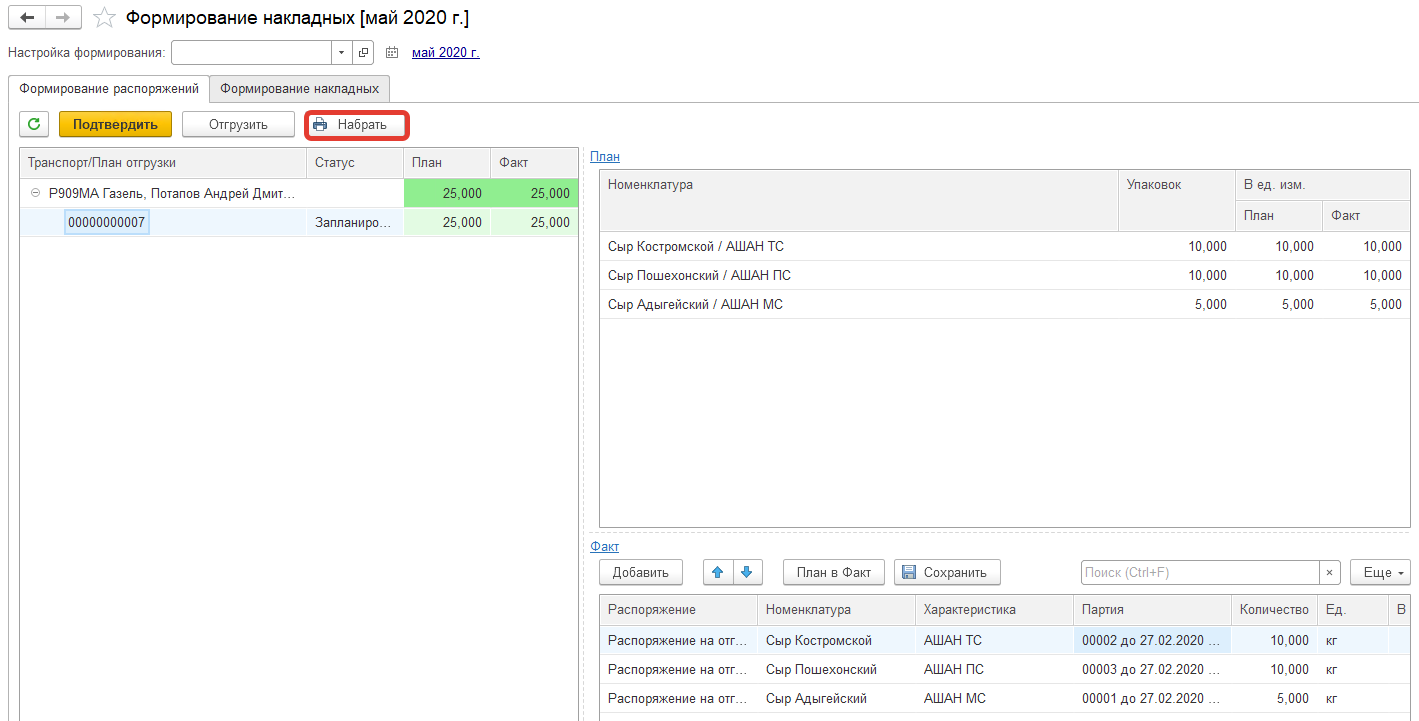 Формирование накладных [май 2020 г.]
Настройка формирования: май 2020 г.
Формирование распоряжений Формирование накладных
Подтвердить Отгрузить Набрать
Транспорт/План отгрузки Статус План Факт
Р909МА Газель, Потапов Андрей Дмит... 25,000 25,000
00000000007 Запланиро... 25,000 25,000
План
Номенклатура Упаковок В ед. изм.
План Факт
Сыр Костромской / АШАН ТС 10,000 10,000 10,000
Сыр Пошехонский / АШАН ПС 10,000 10,000 10,000
Сыр Адыгейский / АШАН МС 5,000 5,000 5,000
Факт
Добавить План в Факт Сохранить Поиск (Ctrl+F) × Еще
Распоряжение Номенклатура Характеристика Партия Количество Ед. В
Распоряжение на отг... Сыр Костромской АШАН ТС 00002 до 27.02.2020 ... 10,000 кг
Распоряжение на отг... Сыр Пошехонский АШАН ПС 00003 до 27.02.2020 ... 10,000 кг
Распоряжение на отг... Сыр Адыгейский АШАН МС 00001 до 27.02.2020 ... 5,000 кг